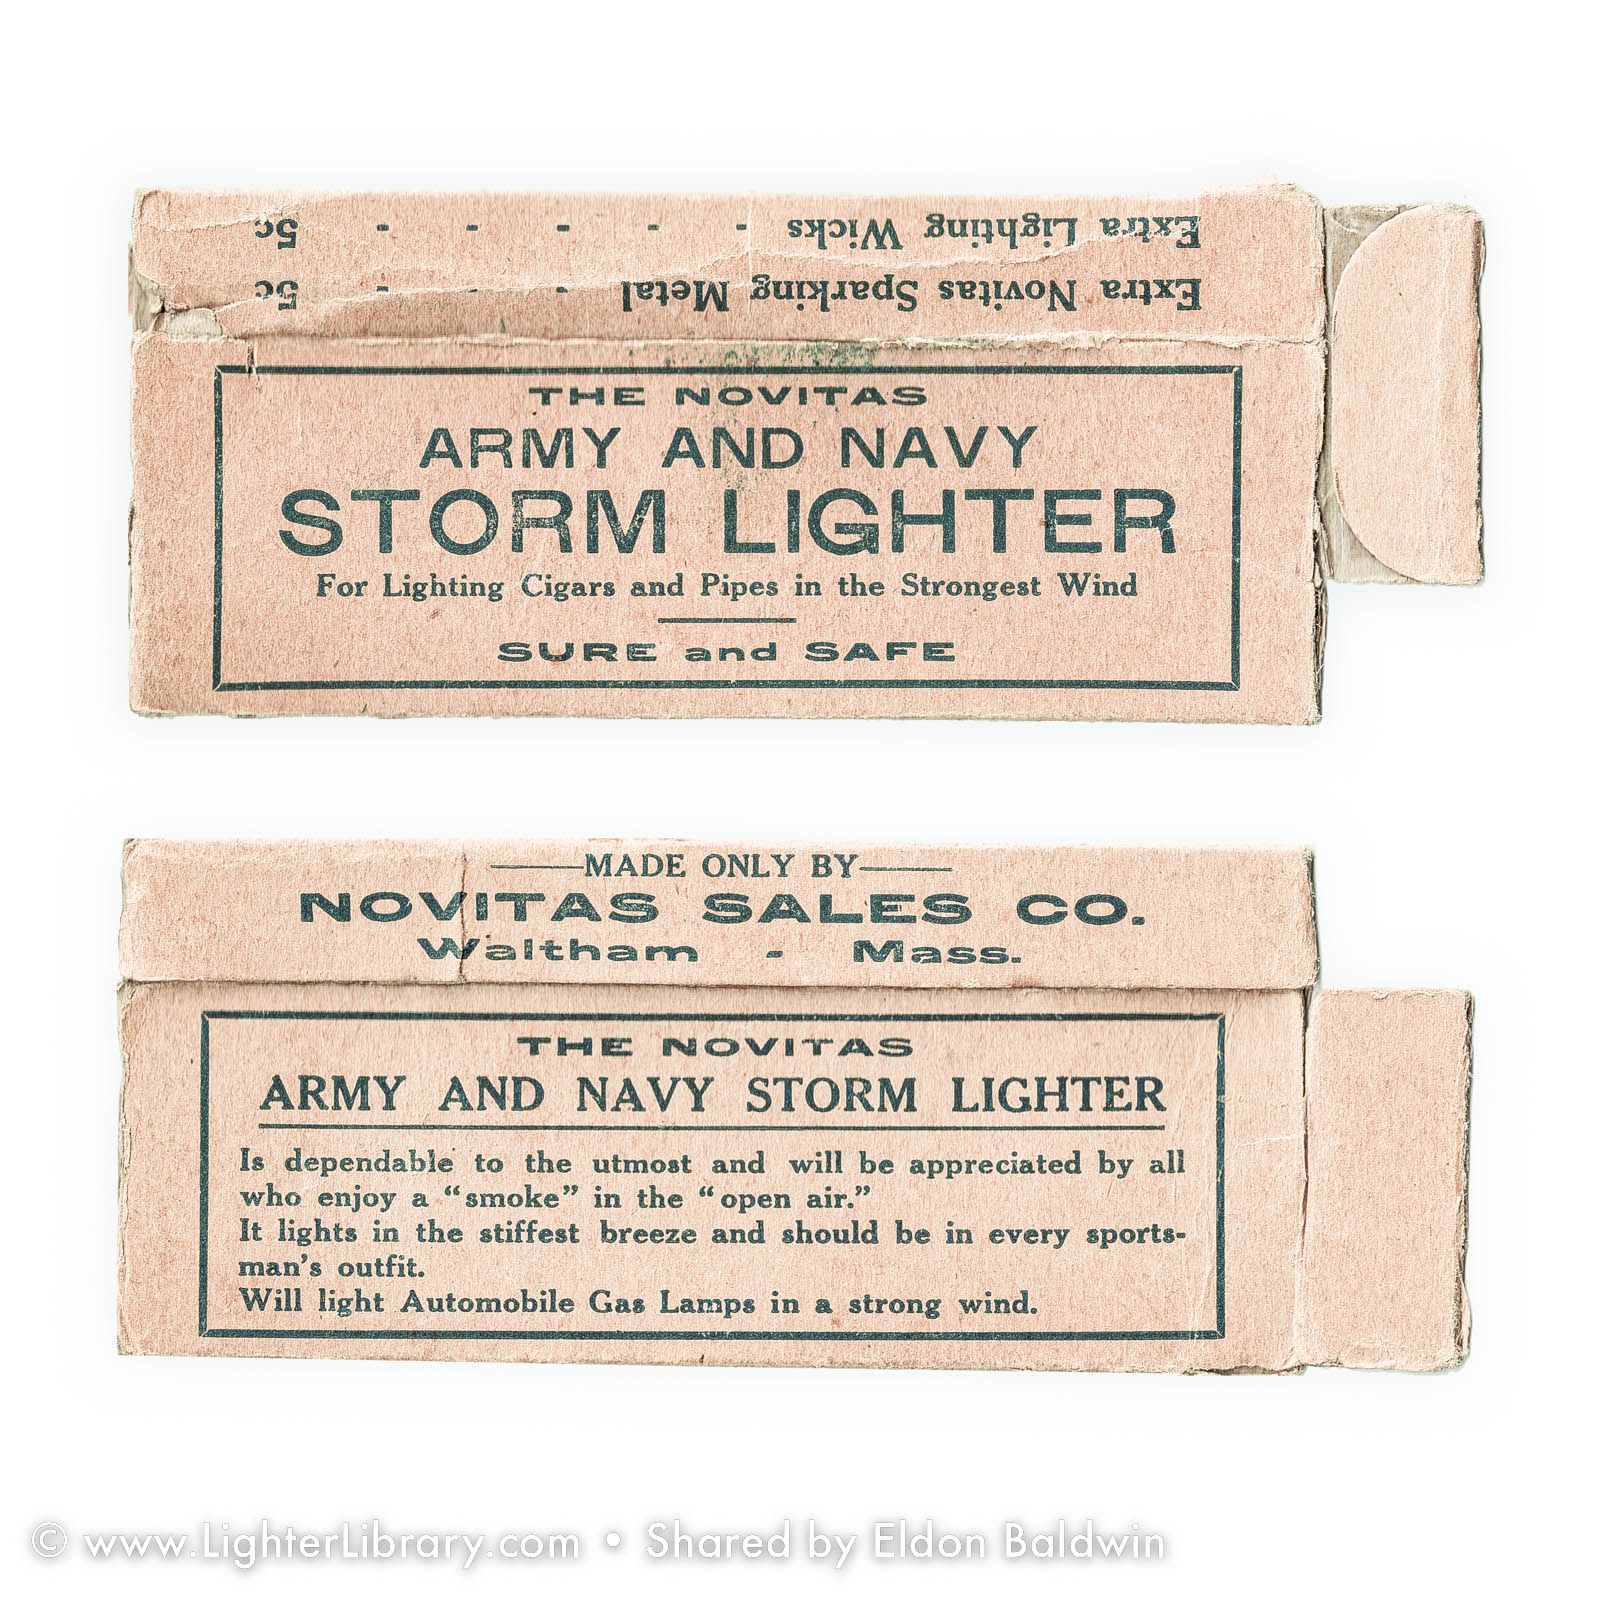 Extra Novitas Sparking Metal - - - - 5c
Extra Lighting Wicks - - - - - 5c
THE NOVITAS
ARMY AND NAVY
STORM LIGHTER
For Lighting Cigars and Pipes in the Strongest Wind
SURE and SAFE
MADE ONLY BY
NOVITAS SALES CO.
Waltham - Mass.
THE NOVITAS
ARMY AND NAVY STORM LIGHTER
Is dependable to the utmost and will be appreciated by all
who enjoy a “smoke” in the “open air.”
It lights in the stiffest breeze and should be in every sports-
man's outfit.
Will light Automobile Gas Lamps in a strong wind.
© www.LighterLibrary.com • Shared by Eldon Baldwin